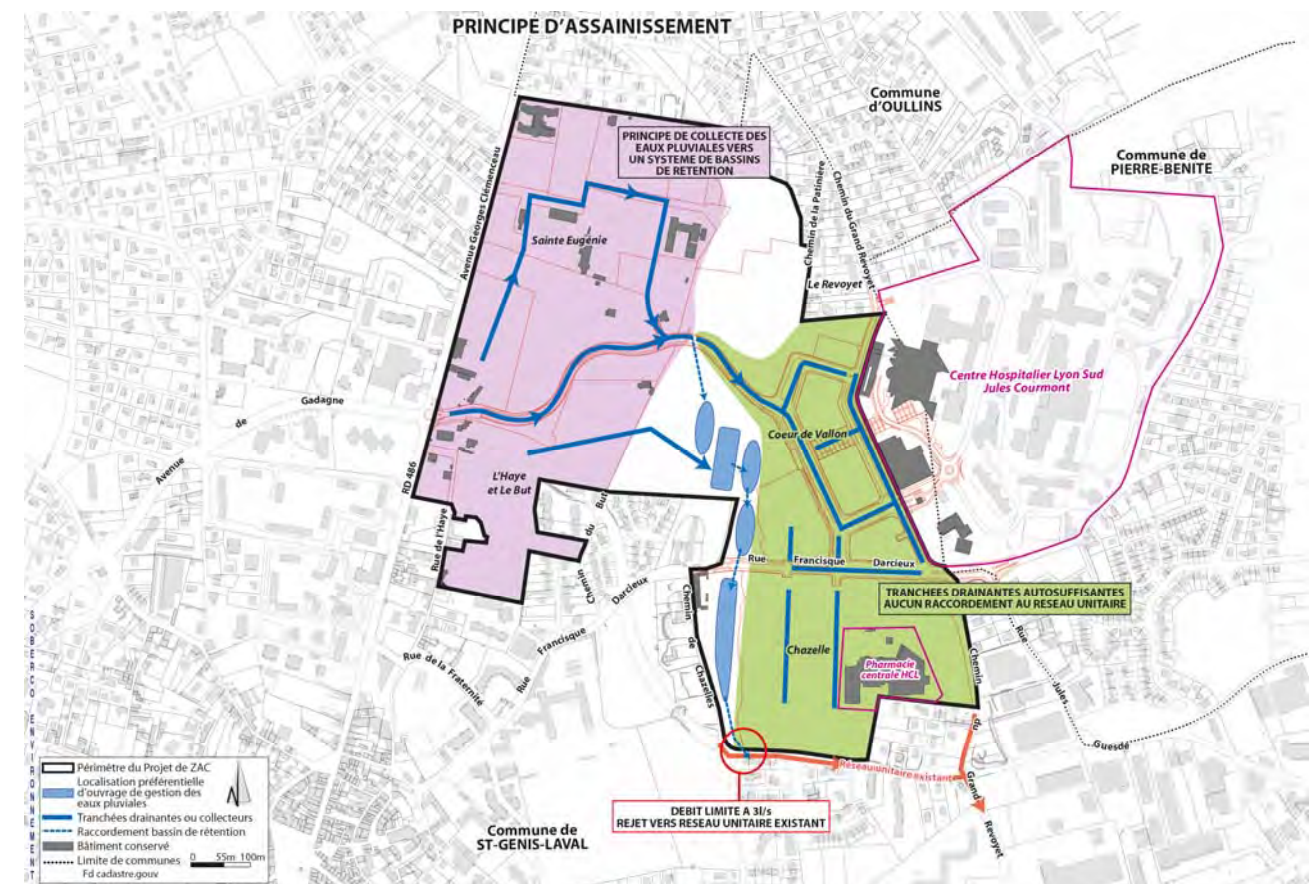 PRINCIPE D'ASSAINISSEMENT
Commune
d'OULLINS
Commune de
PIERRE-BENITE
PRINCIPE DE COLLECTE DES
EAUX PLUVIALES VERS
UN SYSTEME DE BASSINS
DE RETENTION
Avenue Georges Clémenceau
Chemin de la Patinière
Chemin du Grand Revoyet
Sainte Eugénie
Le Revoyet
Centre Hospitalier Lyon Sud
Jules Courmont
Avenue de Gadagne
Coeur de Vallon
RD 486
L'Haye
et Le But
Rue de l'Haye
Chemin du But
Rue Francisque Darcieux
Rue Francisque Darcieux
TRANCHEES DRAINANTES AUTOSUFFISANTES
AUCUN RACCORDEMENT AU RESEAU UNITAIRE
Chemin de Chazelles
Rue de la Fraternité
Chazelle
Pharmacie
centrale HCL
Chemin du Grand Revoyet
Rue Jules Guesde
Réseau unitaire existant
DEBIT LIMITE A 3l/s
REJET VERS RESEAU UNITAIRE EXISTANT
Commune de
ST-GENIS-LAVAL
SOBERCO ENVIRONNEMENT
Périmètre du Projet de ZAC
Localisation préférentielle
d'ouvrage de gestion des
eaux pluviales
Tranchées drainantes ou collecteurs
Raccordement bassin de rétention
Bâtiment conservé
Limite de communes
0 55m 100m
Fd cadastre.gouv
N